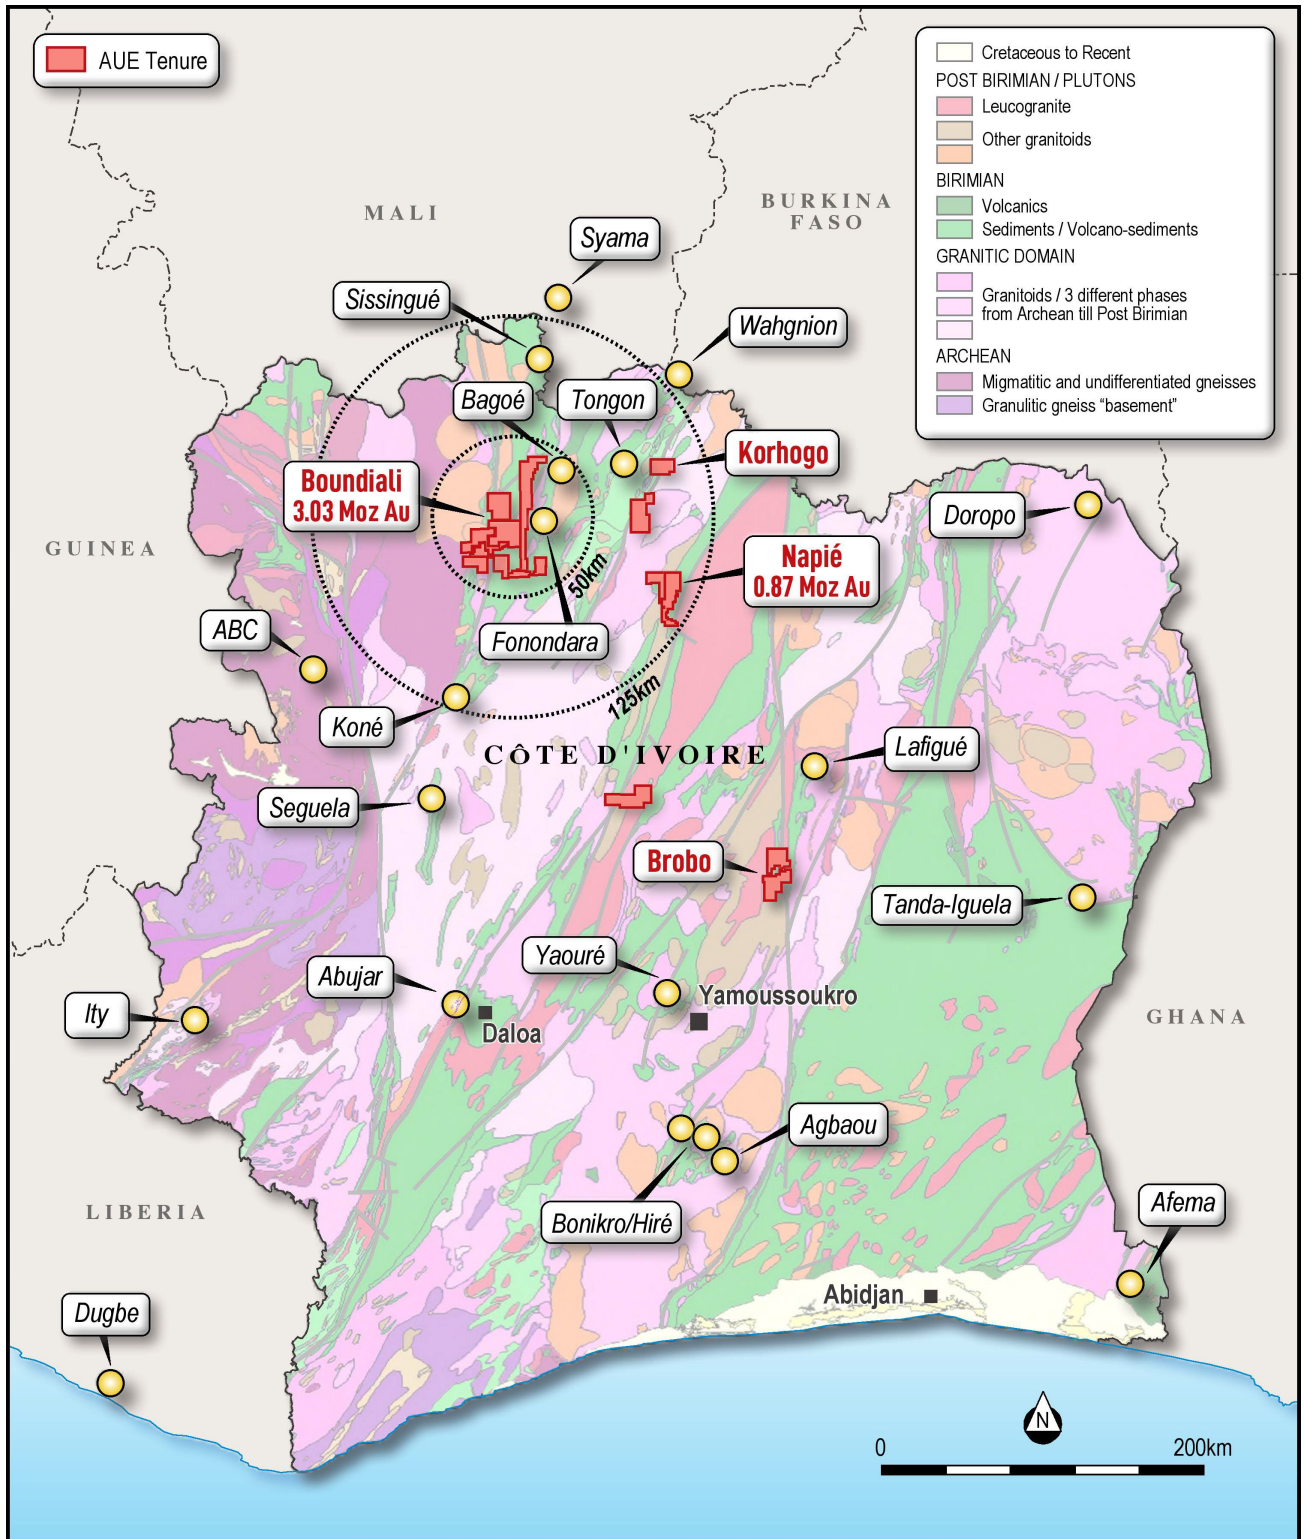 AUE Tenure
Cretaceous to Recent
POST BIRIMIAN / PLUTONS
Leucogranite
Other granitoids
BIRIMIAN
Volcanics
Sediments / Volcano-sediments
GRANITIC DOMAIN
Granitoids / 3 different phases
from Archean till Post Birimian
ARCHEAN
Migmatitic and undifferentiated gneisses
Granulitic gneiss "basement"
MALI
BURKINA
FASO
Syama
Sissingué
Wahgnion
Bagoé
Tongon
Korhogo
Boundiali
3.03 Moz Au
Doropo
GUINEA
Napié
0.87 Moz Au
50km
ABC
Fonondara
125km
Koné
CÔTE D'IVOIRE
Lafigué
Seguela
Brobo
Tanda-Iguela
Yaouré
Abujar
Yamoussoukro
Ity
Daloa
GHANA
Agbaou
LIBERIA
Bonikro/Hiré
Afema
Abidjan
Dugbe
N
0
200km